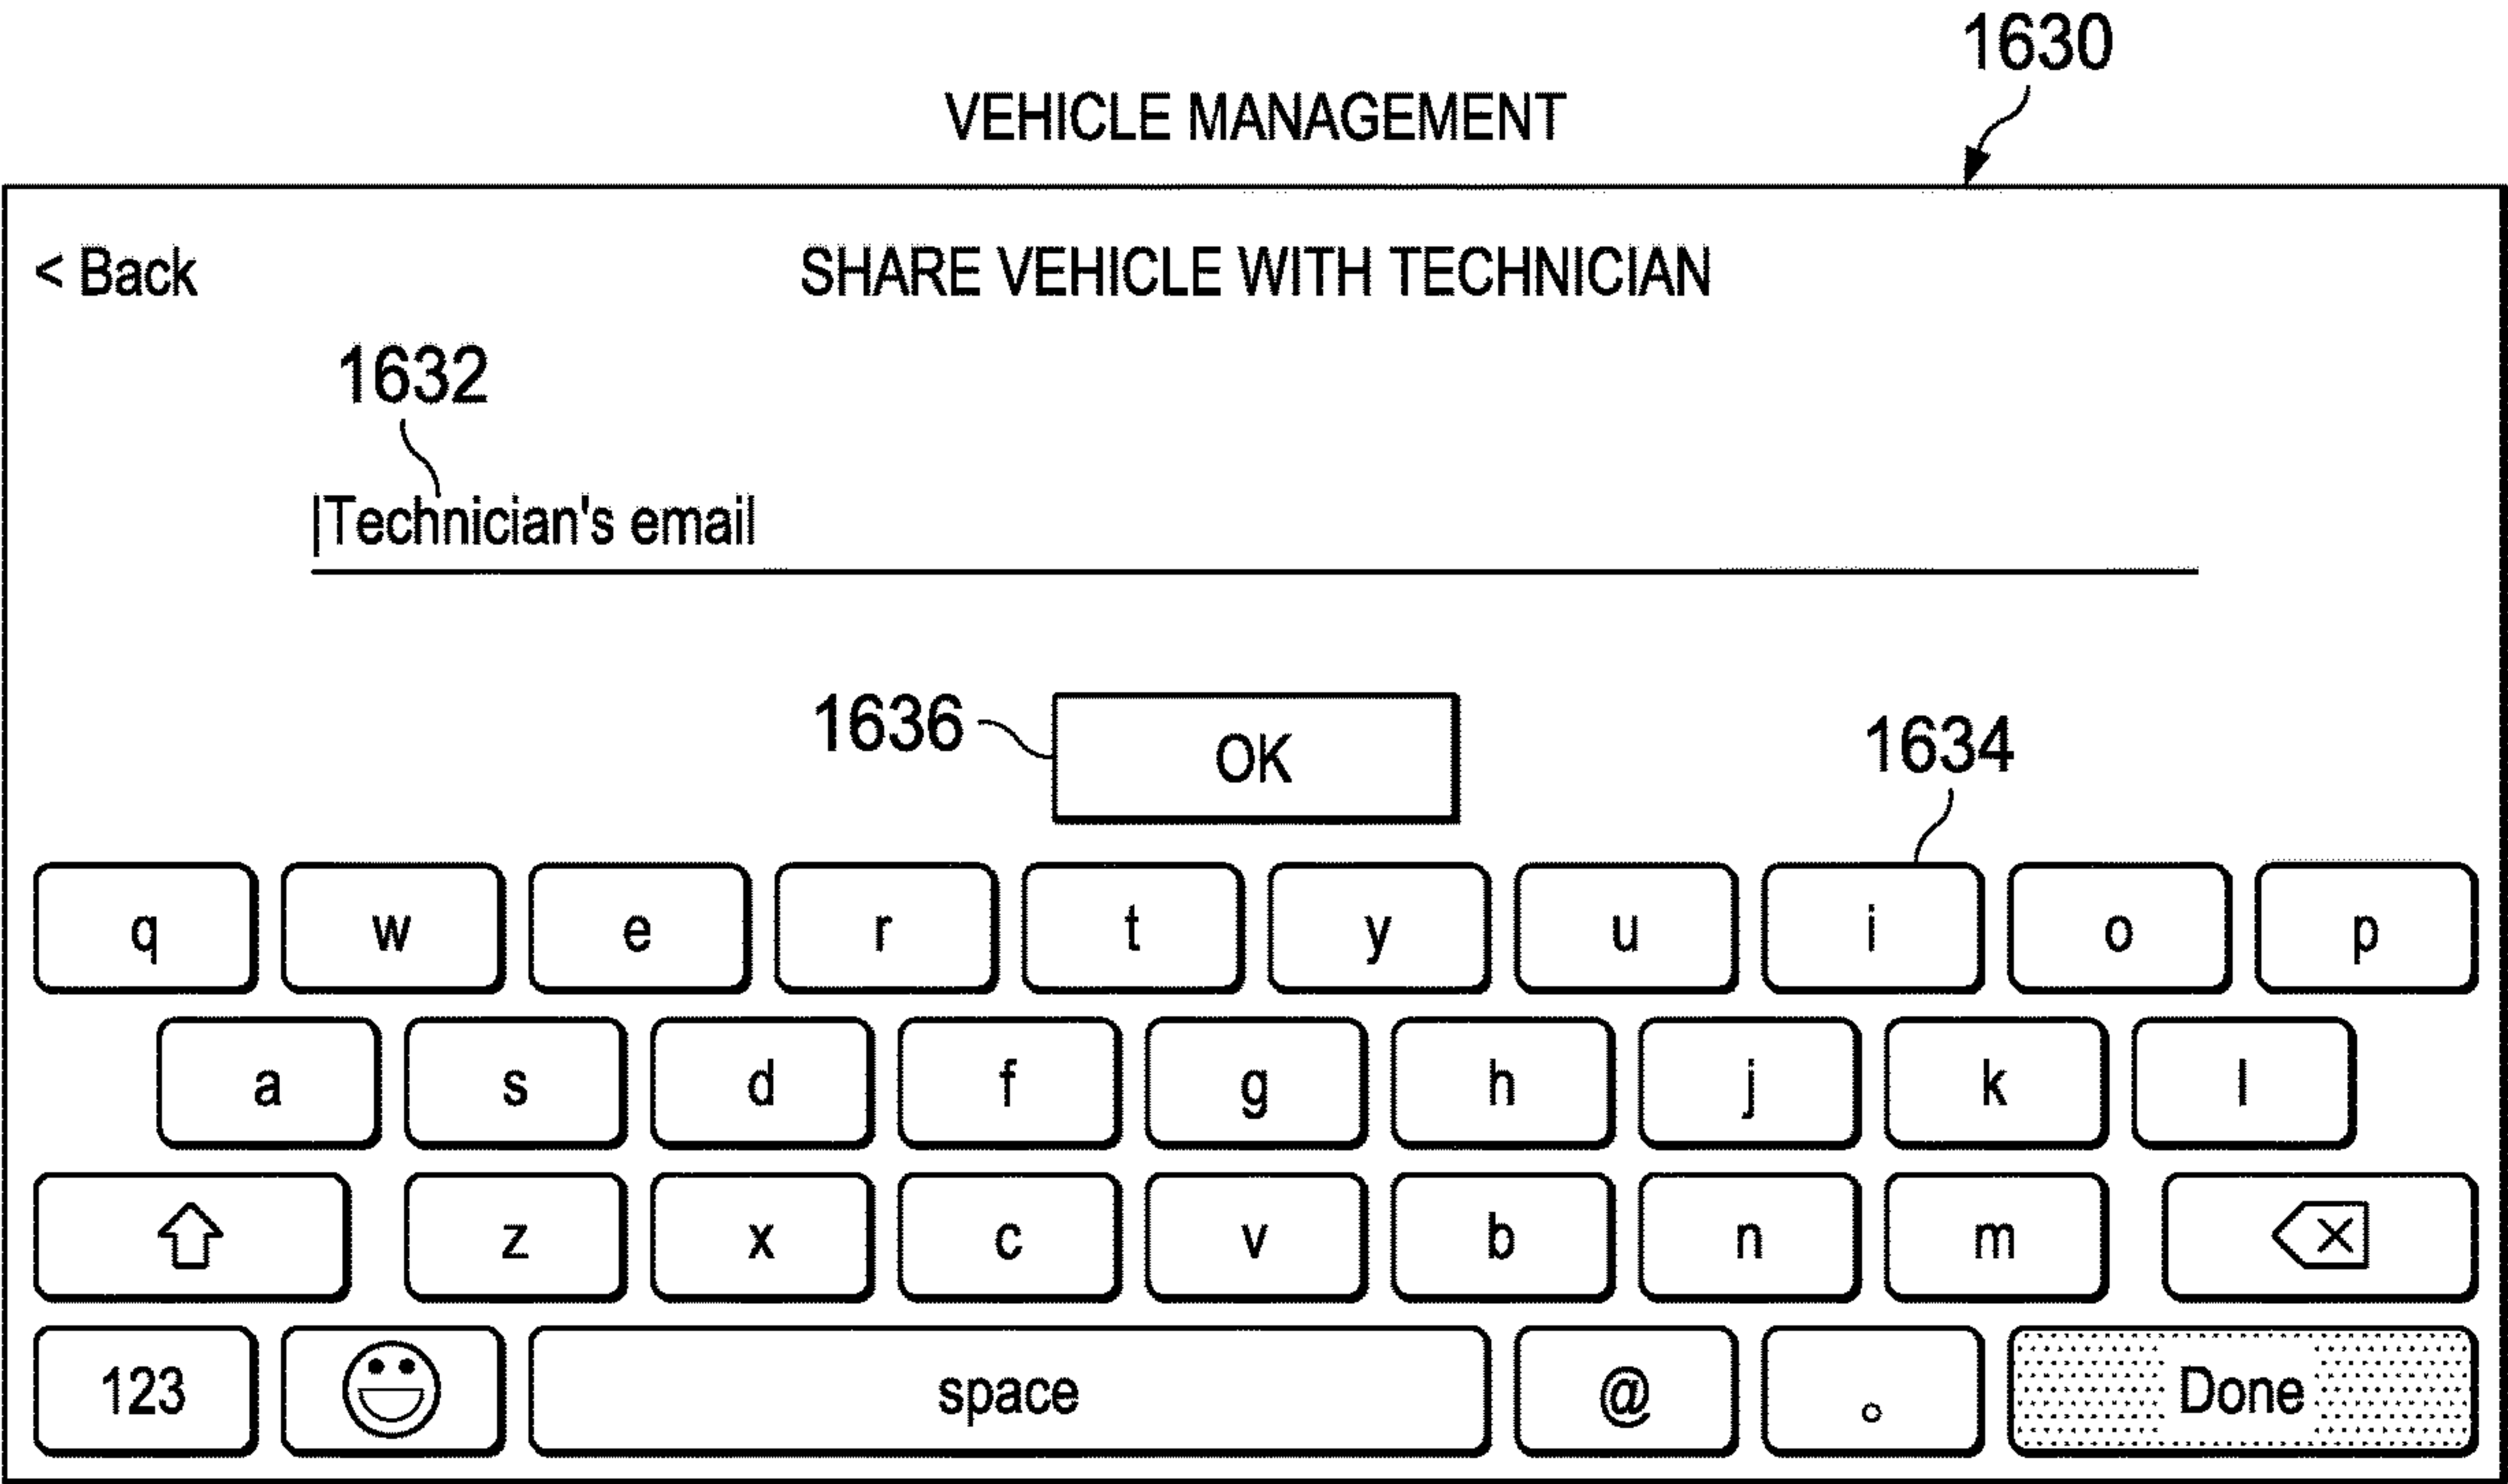 1630
VEHICLE MANAGEMENT
< Back SHARE VEHICLE WITH TECHNICIAN
1632
Technician's email
1636 OK 1634
q w e r t y u i o p
a s d f g h j k l
z x c v b n m
123 space @ . Done